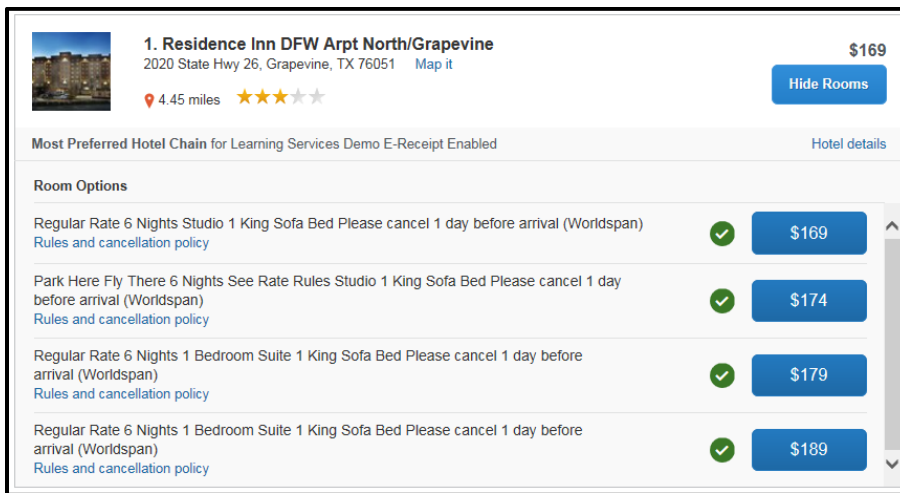 1. Residence Inn DFW Arpt North/Grapevine
$169
2020 State Hwy 26, Grapevine, TX 76051 Map it
Hide Rooms
4.45 miles
Most Preferred Hotel Chain for Learning Services Demo E-Receipt Enabled
Hotel details
Room Options
Regular Rate 6 Nights Studio 1 King Sofa Bed Please cancel 1 day before arrival (Worldspan)
Rules and cancellation policy
$169
Park Here Fly There 6 Nights See Rate Rules Studio 1 King Sofa Bed Please cancel 1 day
before arrival (Worldspan)
Rules and cancellation policy
$174
Regular Rate 6 Nights 1 Bedroom Suite 1 King Sofa Bed Please cancel 1 day before
arrival (Worldspan)
Rules and cancellation policy
$179
Regular Rate 6 Nights 1 Bedroom Suite 1 King Sofa Bed Please cancel 1 day before
arrival (Worldspan)
Rules and cancellation policy
$189